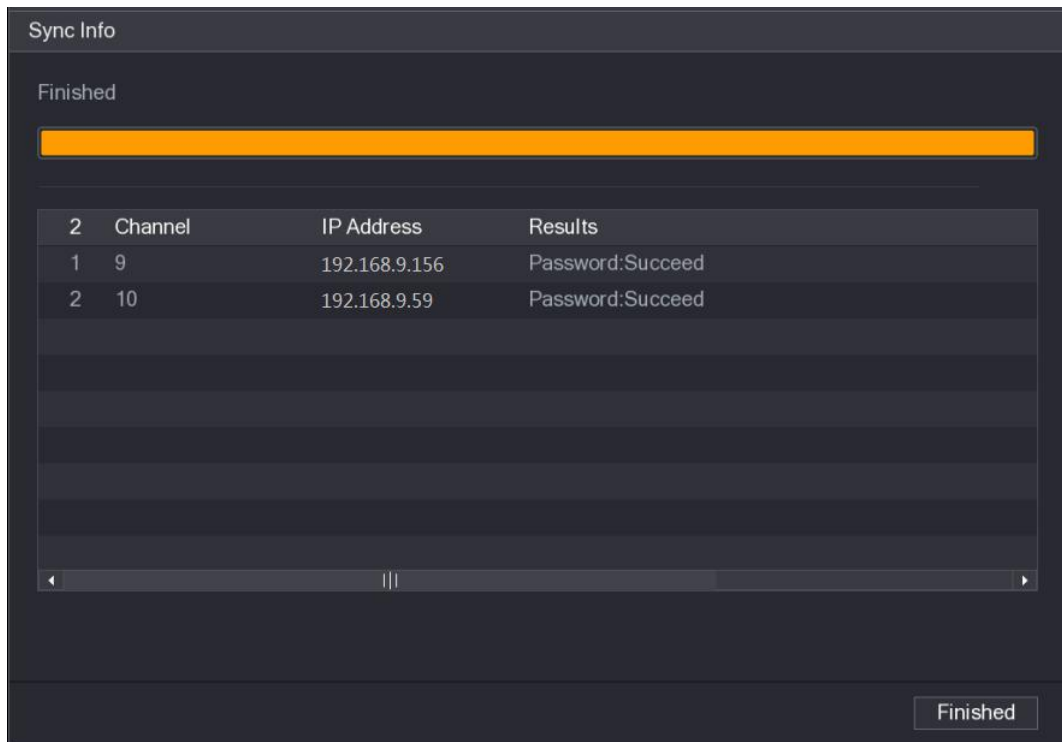 Sync Info
Finished
2 Channel IP Address Results
1 9 192.168.9.156 Password:Succeed
2 10 192.168.9.59 Password:Succeed
Finished